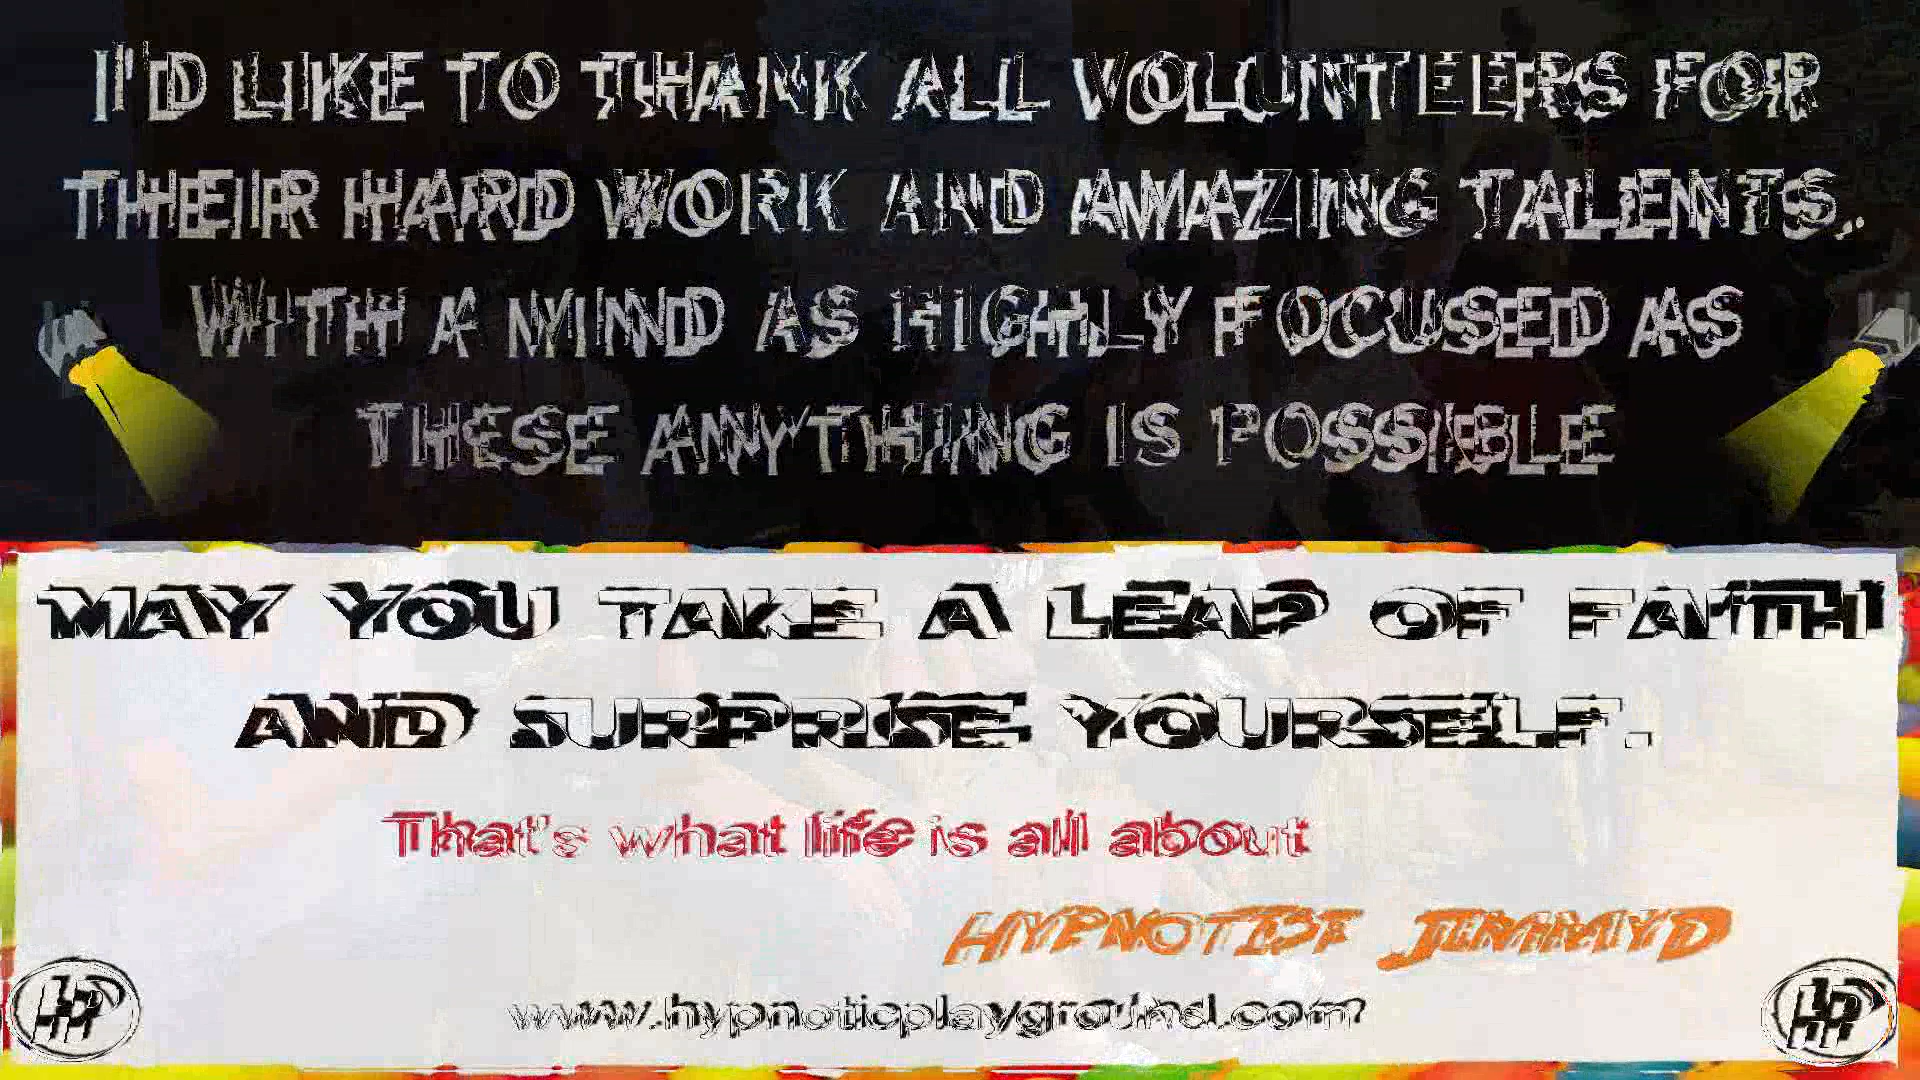 I'D LIKE TO THANK ALL VOLUNTEERS FOR
THEIR HARD WORK AND AMAZING TALENTS.
WITH A MIND AS HIGHLY FOCUSED AS
THESE ANYTHING IS POSSIBLE
MAY YOU TAKE A LEAP OF FAITH
AND SURPRISE YOURSELF.
That's what life is all about
HYPNOTIST JIMMYD
www.hypnoticplayground.com
HP HP